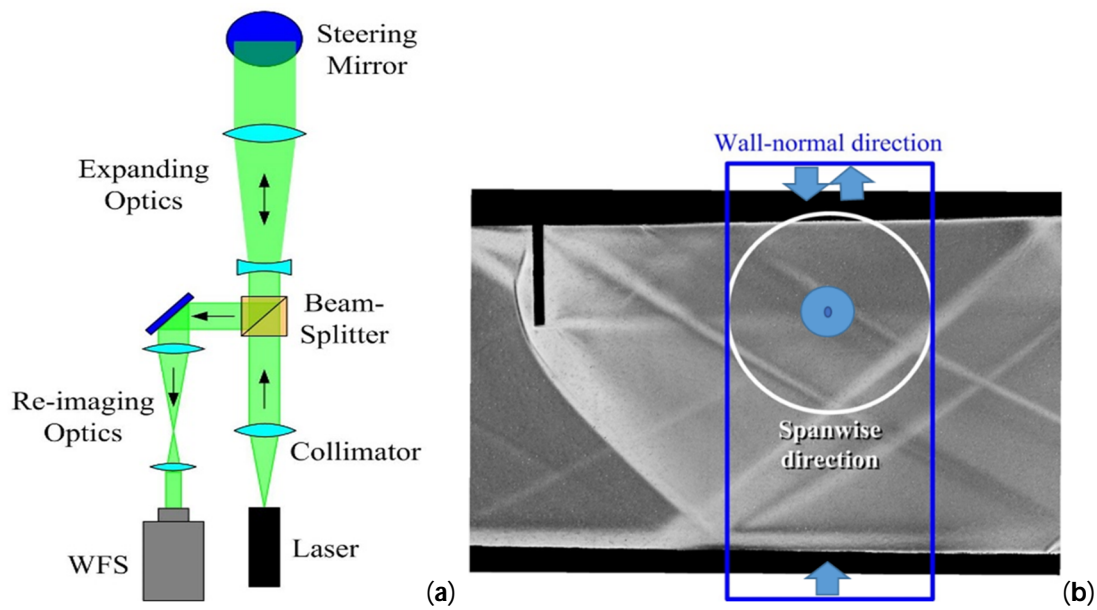 Steering
Mirror
Expanding
Optics
Beam-
Splitter
Re-imaging
Optics
Collimator
WFS
Laser
(a)
Wall-normal direction
Spanwise
direction
(b)